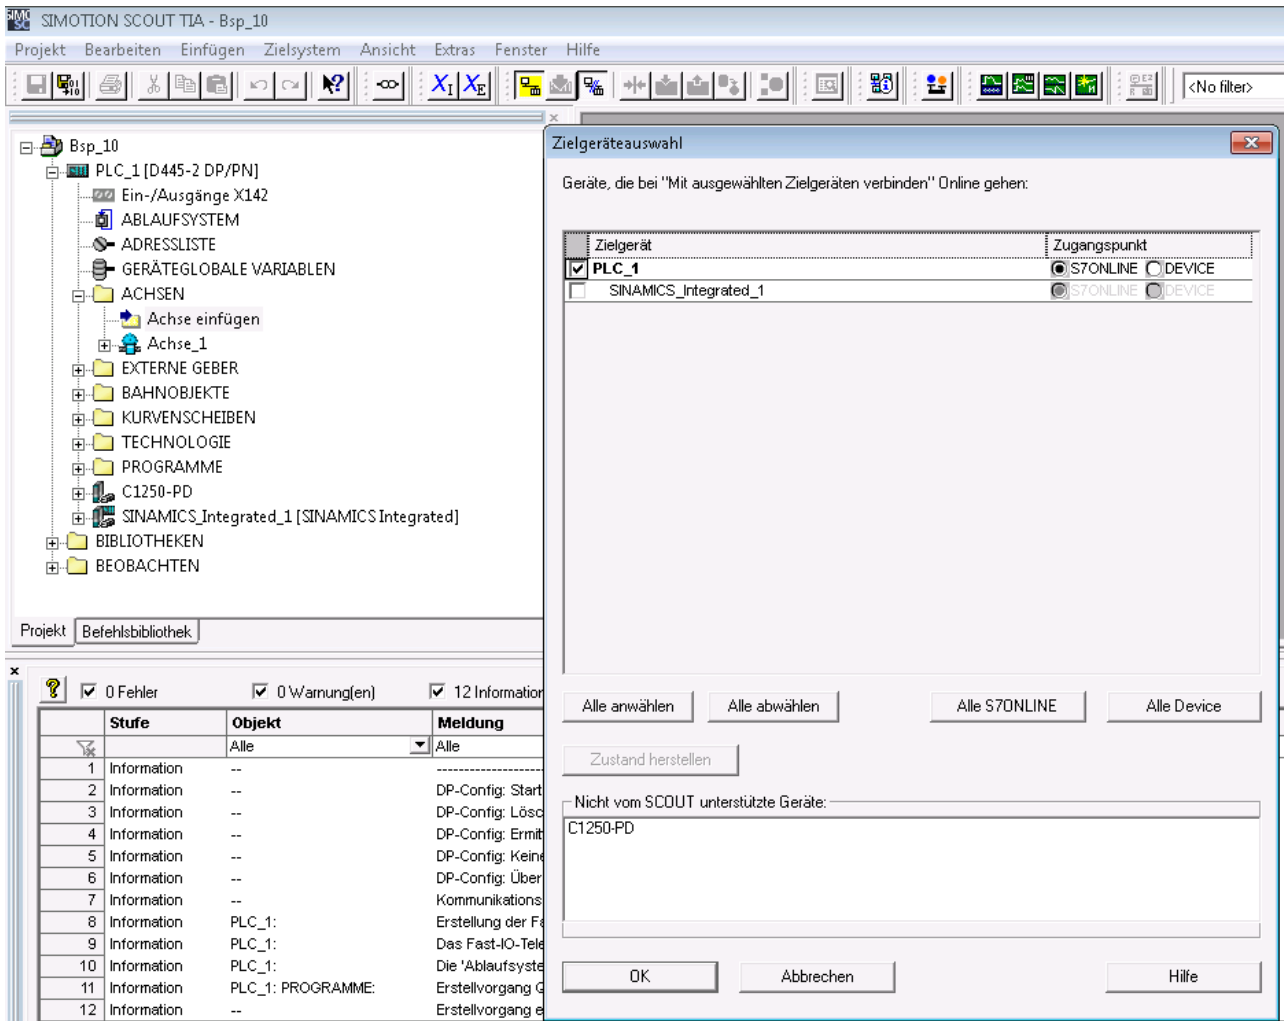 SIMOTION SCOUT TIA - Bsp_10
Projekt Bearbeiten Einfügen Zielsystem Ansicht Extras Fenster Hilfe
<No filter>
Bsp_10
PLC_1 [D445-2 DP/PN]
Ein-/Ausgänge X142
ABLAUFSYSTEM
ADRESSLISTE
GERÄTEGLOBALE VARIABLEN
ACHSEN
Achse einfügen
Achse_1
EXTERNE GEBER
BAHNOBJEKTE
KURVENSCHEIBEN
TECHNOLOGIE
PROGRAMME
C1250-PD
SINAMICS_Integrated_1 [SINAMICS Integrated]
BIBLIOTHEKEN
BEOBACHTEN
Projekt Befehlsbibliothek
Zielgeräteauswahl
Geräte, die bei "Mit ausgewählten Zielgeräten verbinden" Online gehen:
Zielgerät Zugangspunkt
PLC_1 S7ONLINE DEVICE
SINAMICS_Integrated_1 S7ONLINE DEVICE
Alle anwählen Alle abwählen Alle S7ONLINE Alle Device
Zustand herstellen
Nicht vom SCOUT unterstützte Geräte:
C1250-PD
OK Abbrechen Hilfe
0 Fehler 0 Warnung(en) 12 Information
Stufe Objekt Meldung
Alle Alle
1 Information -- --------------------
2 Information -- DP-Config: Start
3 Information -- DP-Config: Lösc
4 Information -- DP-Config: Ermit
5 Information -- DP-Config: Keine
6 Information -- DP-Config: Über
7 Information -- Kommunikations
8 Information PLC_1: Erstellung der Fa
9 Information PLC_1: Das Fast-IO-Tele
10 Information PLC_1: Die 'Ablaufsyste
11 Information PLC_1: PROGRAMME: Erstellvorgang
12 Information -- Erstellvorgang e